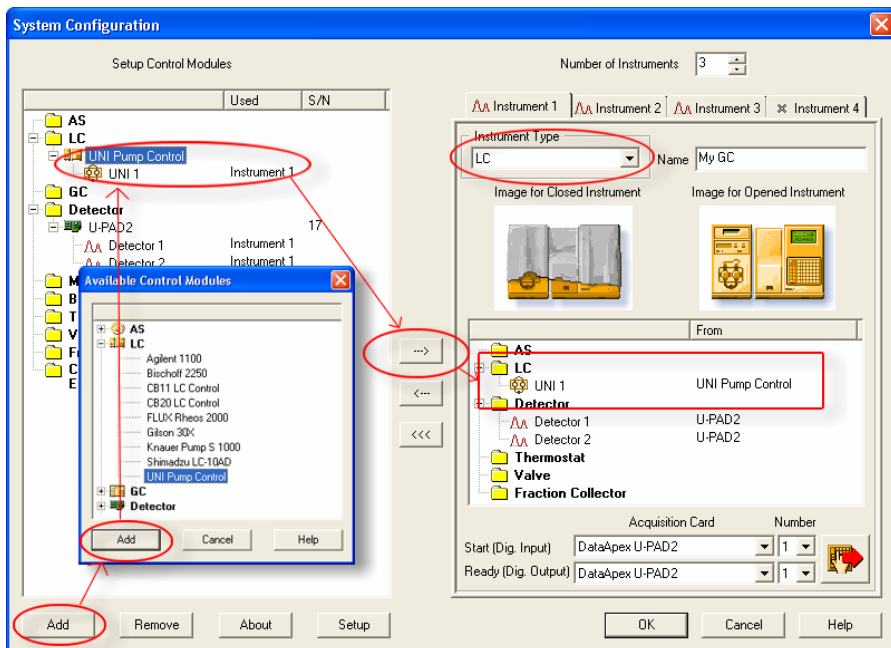 System Configuration
Setup Control Modules
Used S/N
AS
LC
UNI Pump Control
UNI 1 Instrument 1
GC
Detector
U-PAD2 17
Detector 1 Instrument 1
Detector 2 Instrument 1
M
B
T
V
Fr
C
E
Available Control Modules
AS
LC
Agilent 1100
Bischoff 2250
CB11 LC Control
CB20 LC Control
FLUX Rheos 2000
Gilson 30X
Knauer Pump S 1000
Shimadzu LC-10AD
UNI Pump Control
GC
Detector
Add Cancel Help
Add Remove About Setup
--->
<---
<<<
Number of Instruments 3
Instrument 1 Instrument 2 Instrument 3 Instrument 4
Instrument Type
LC Name My GC
Image for Closed Instrument Image for Opened Instrument
From
AS
LC
UNI 1 UNI Pump Control
Detector
Detector 1 U-PAD2
Detector 2 U-PAD2
Thermostat
Valve
Fraction Collector
Acquisition Card Number
Start (Dig. Input) DataApex U-PAD2 1
Ready (Dig. Output) DataApex U-PAD2 1
OK Cancel Help